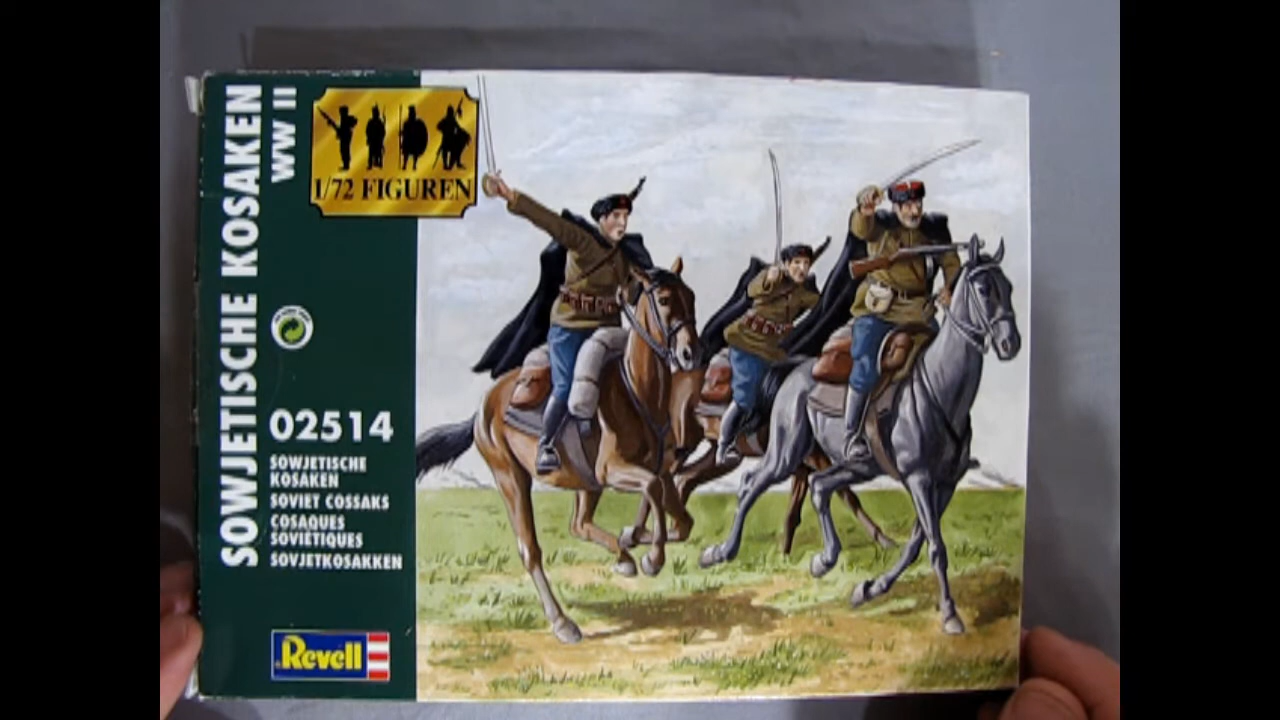 SOWJETISCHE KOSAKEN
WW II
1/72 FIGUREN
02514
SOWJETISCHE
KOSAKEN
SOVIET COSSAKS
COSAQUES
SOVIÉTIQUES
SOVJETKOSAKKEN
Revell